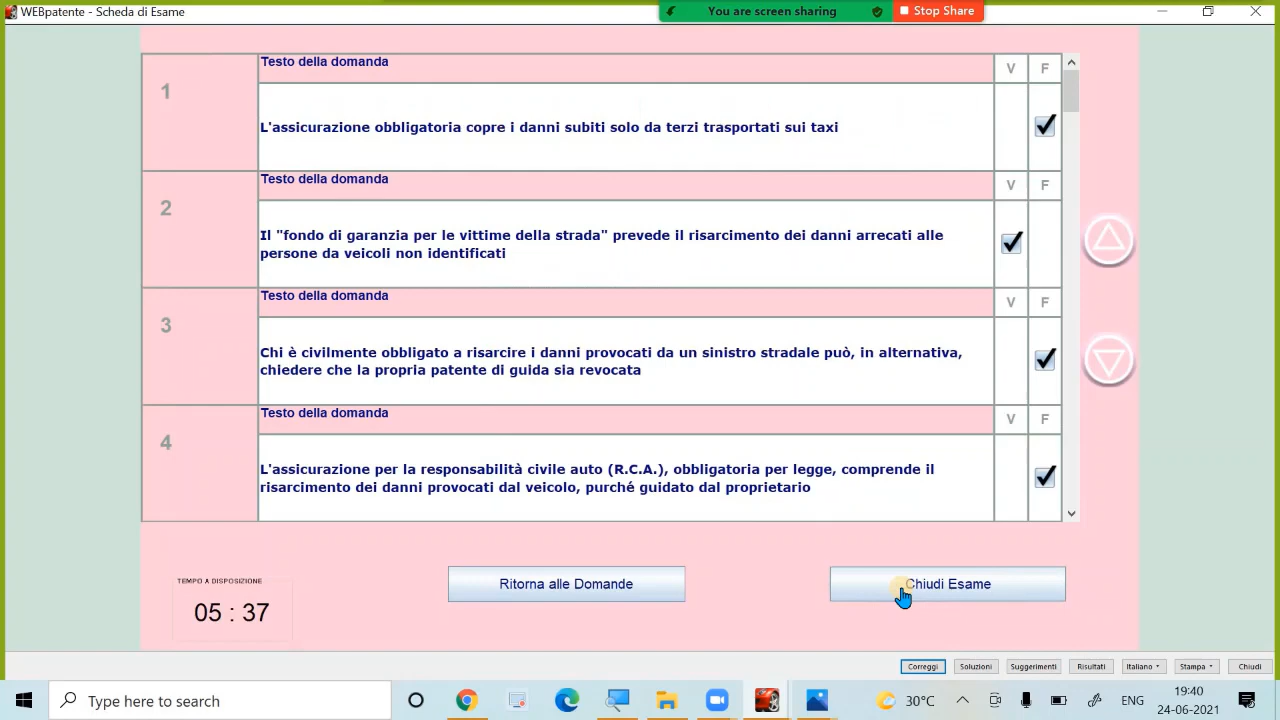 WEBpatente - Scheda di Esame
You are screen sharing
Stop Share
Testo della domanda
V F
1
L'assicurazione obbligatoria copre i danni subiti solo da terzi trasportati sui taxi
Testo della domanda
V F
2
Il "fondo di garanzia per le vittime della strada" prevede il risarcimento dei danni arrecati alle
persone da veicoli non identificati
Testo della domanda
V F
3
Chi è civilmente obbligato a risarcire i danni provocati da un sinistro stradale può, in alternativa,
chiedere che la propria patente di guida sia revocata
Testo della domanda
V F
4
L'assicurazione per la responsabilità civile auto (R.C.A.), obbligatoria per legge, comprende il
risarcimento dei danni provocati dal veicolo, purché guidato dal proprietario
TEMPO A DISPOSIZIONE
05 : 37
Ritorna alle Domande
Chiudi Esame
Correggi Soluzioni Suggerimenti Risultati Italiano Stampa Chiudi
Type here to search
30°C
ENG
19:40
24-06-2021